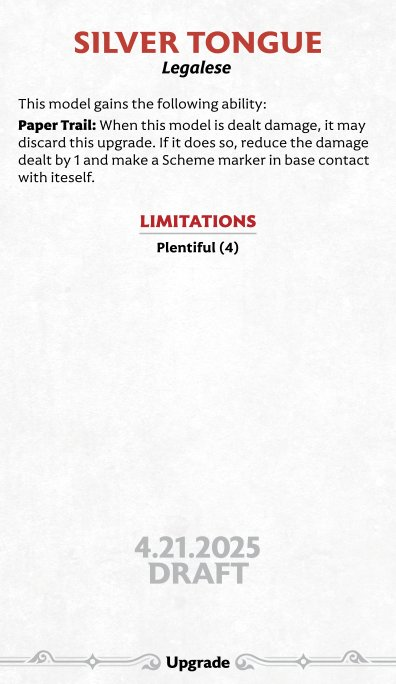 SILVER TONGUE
Legalese
This model gains the following ability:
Paper Trail: When this model is dealt damage, it may
discard this upgrade. If it does so, reduce the damage
dealt by 1 and make a Scheme marker in base contact
with iteself.
LIMITATIONS
Plentiful (4)
4.21.2025
DRAFT
Upgrade